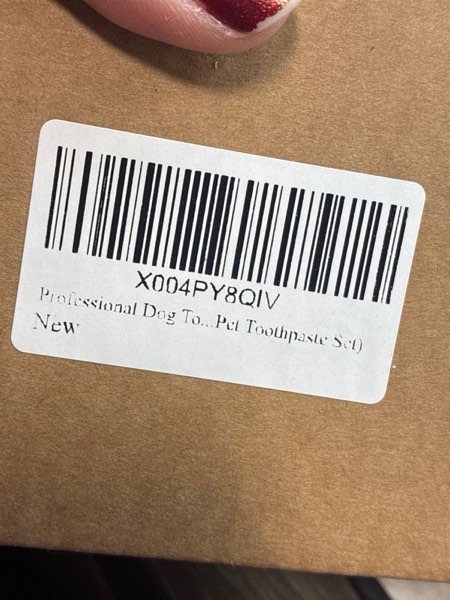 X004PY8QIV
Professional Dog To...Pet Toothpaste Set)
New